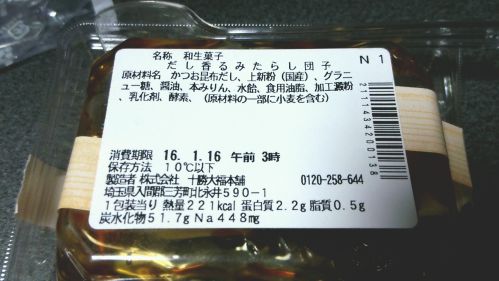 名称 和生菓子
だし香るみたらし団子
原材料名 かつお昆布だし、上新粉（国産）、グラニ
ュー糖、醤油、本みりん、水飴、食用油脂、加工澱粉
、乳化剤、酵素、（原材料の一部に小麦を含む）
N1
2111434200138
消費期限 16.1.16 午前 3時
保存方法 10℃以下
製造者 株式会社 十勝大福本舗 0120-258-644
埼玉県入間郡三芳町北永井590-1
1包装当り 熱量221kcal 蛋白質2.2g 脂質0.5g
炭水化物51.7g Na448mg